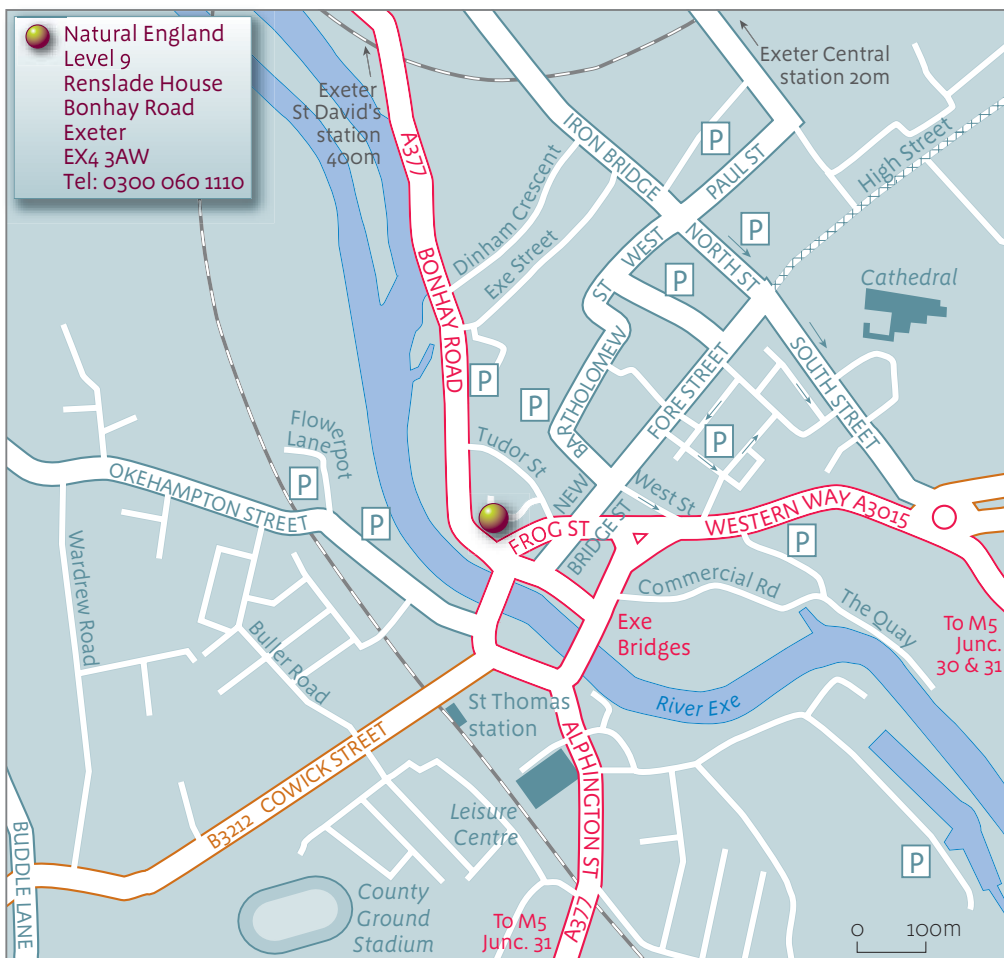 Natural England
Level 9
Renslade House
Bonhay Road
Exeter
EX4 3AW
Tel: 0300 060 1110
Exeter
St David's
station
400m
Exeter Central
station 20m
A377
IRON BRIDGE
PAUL ST
P
High Street
Dinham Crescent
Exe Street
WEST
NORTH ST
P
P
ST
Cathedral
BONHAY ROAD
BARTHOLOMEW
FORE STREET
SOUTH STREET
P
P
P
Flowerpot
Lane
Tudor St
OKEHAMPTON STREET
P
P
NEW
BRIDGE ST
West St
FROG ST
WESTERN WAY A3015
P
Wardrew Road
Commercial Rd
The Quay
Exe
Bridges
To M5
Junc.
30 & 31
Buller Road
River Exe
St Thomas
station
B3212 COWICK STREET
ALPHINGTON ST
Leisure
Centre
BUDDLE LANE
P
County
Ground
Stadium
To M5
Junc. 31
A377
0 100m